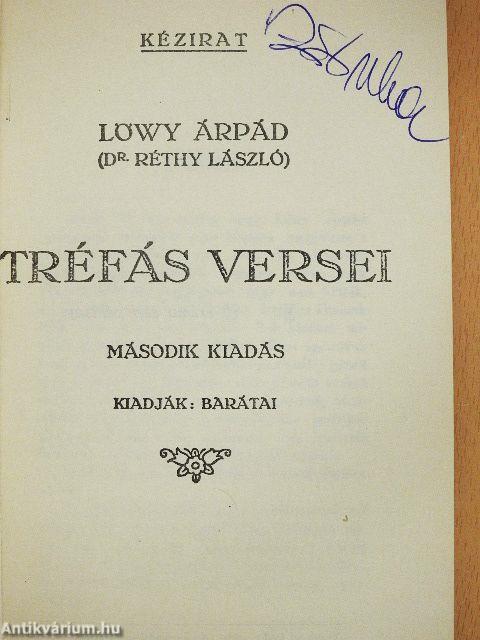 KÉZIRAT
LŐWY ÁRPÁD
(DR. RÉTHY LÁSZLÓ)
TRÉFÁS VERSEI
MÁSODIK KIADÁS
KIADJÁK: BARÁTAI
Antikvárium.hu